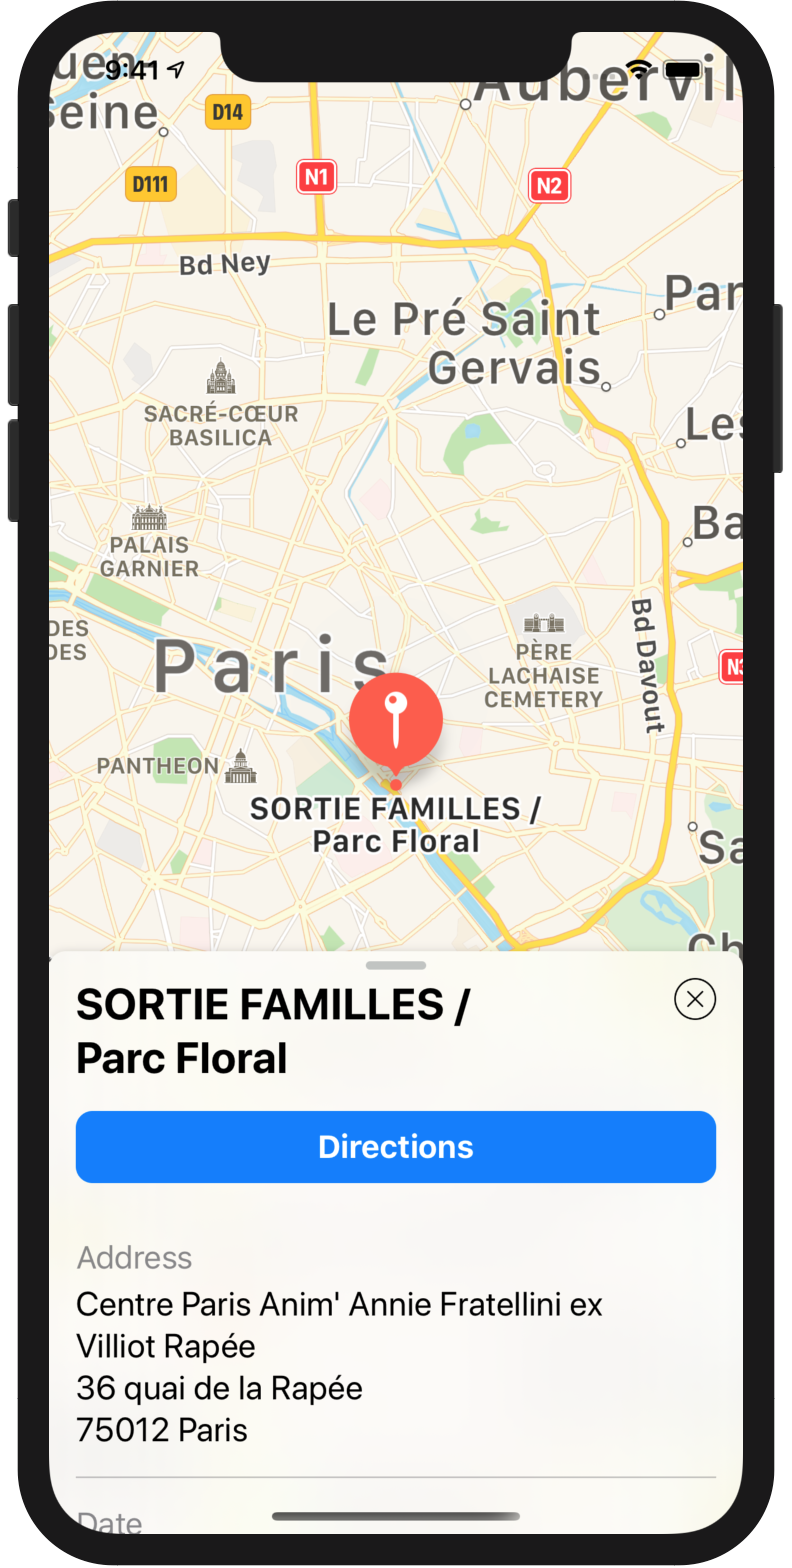 9:41
uen
Seine
Aubervil
D14
D111
N1
N2
Bd Ney
Le Pré Saint
Gervais
Par
SACRÉ-CŒUR
BASILICA
Les
PALAIS
GARNIER
Ba
DES
DES
Bd Davout
PÈRE
LACHAISE
CEMETERY
N3
Paris
PANTHEON
SORTIE FAMILLES /
Parc Floral
Sa
Ch
SORTIE FAMILLES /
Parc Floral
Directions
Address
Centre Paris Anim' Annie Fratellini ex
Villiot Rapée
36 quai de la Rapée
75012 Paris
Date